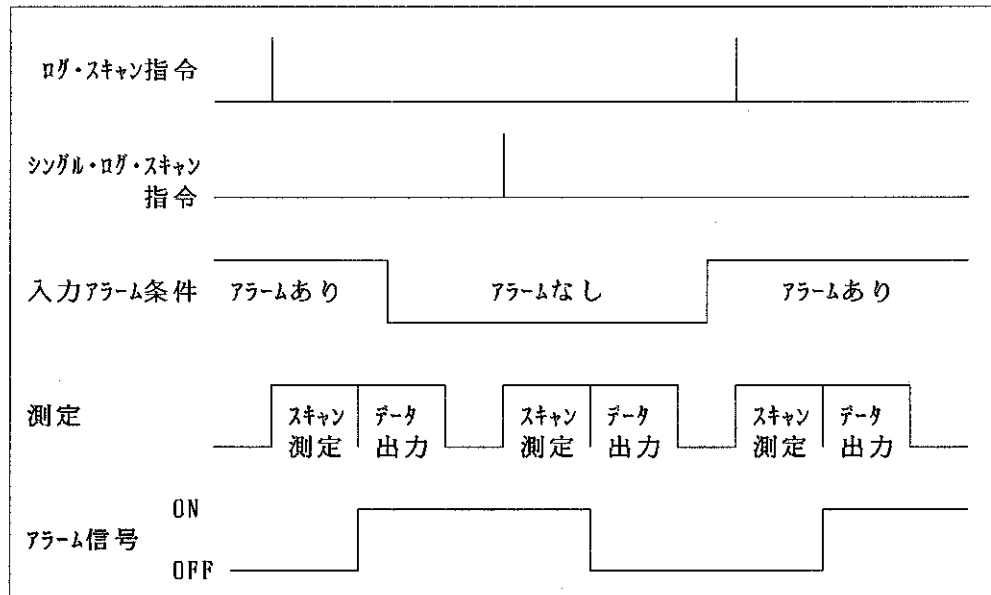 ﾛｸﾞ・ｽｷｬﾝ指令
ｼﾝｸﾞﾙ・ﾛｸﾞ・ｽｷｬﾝ
指令
入力ｱﾗｰﾑ条件
ｱﾗｰﾑあり
ｱﾗｰﾑなし
ｱﾗｰﾑあり
測定
ｽｷｬﾝ
測定
ﾃﾞｰﾀ
出力
ｽｷｬﾝ
測定
ﾃﾞｰﾀ
出力
ｽｷｬﾝ
測定
ﾃﾞｰﾀ
出力
ｱﾗｰﾑ信号
ON
OFF